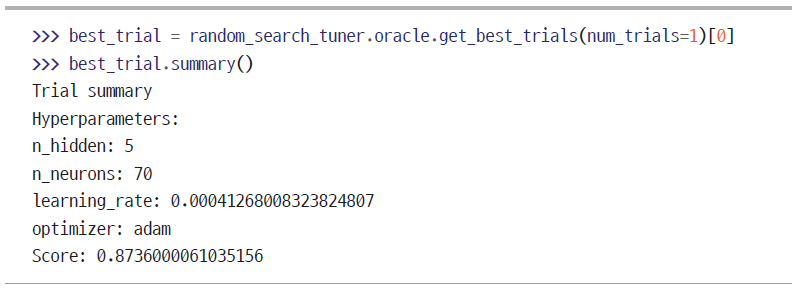 >>> best_trial = random_search_tuner.oracle.get_best_trials(num_trials=1)[0]
>>> best_trial.summary()
Trial summary
Hyperparameters:
n_hidden: 5
n_neurons: 70
learning_rate: 0.00041268008323824807
optimizer: adam
Score: 0.8736000061035156